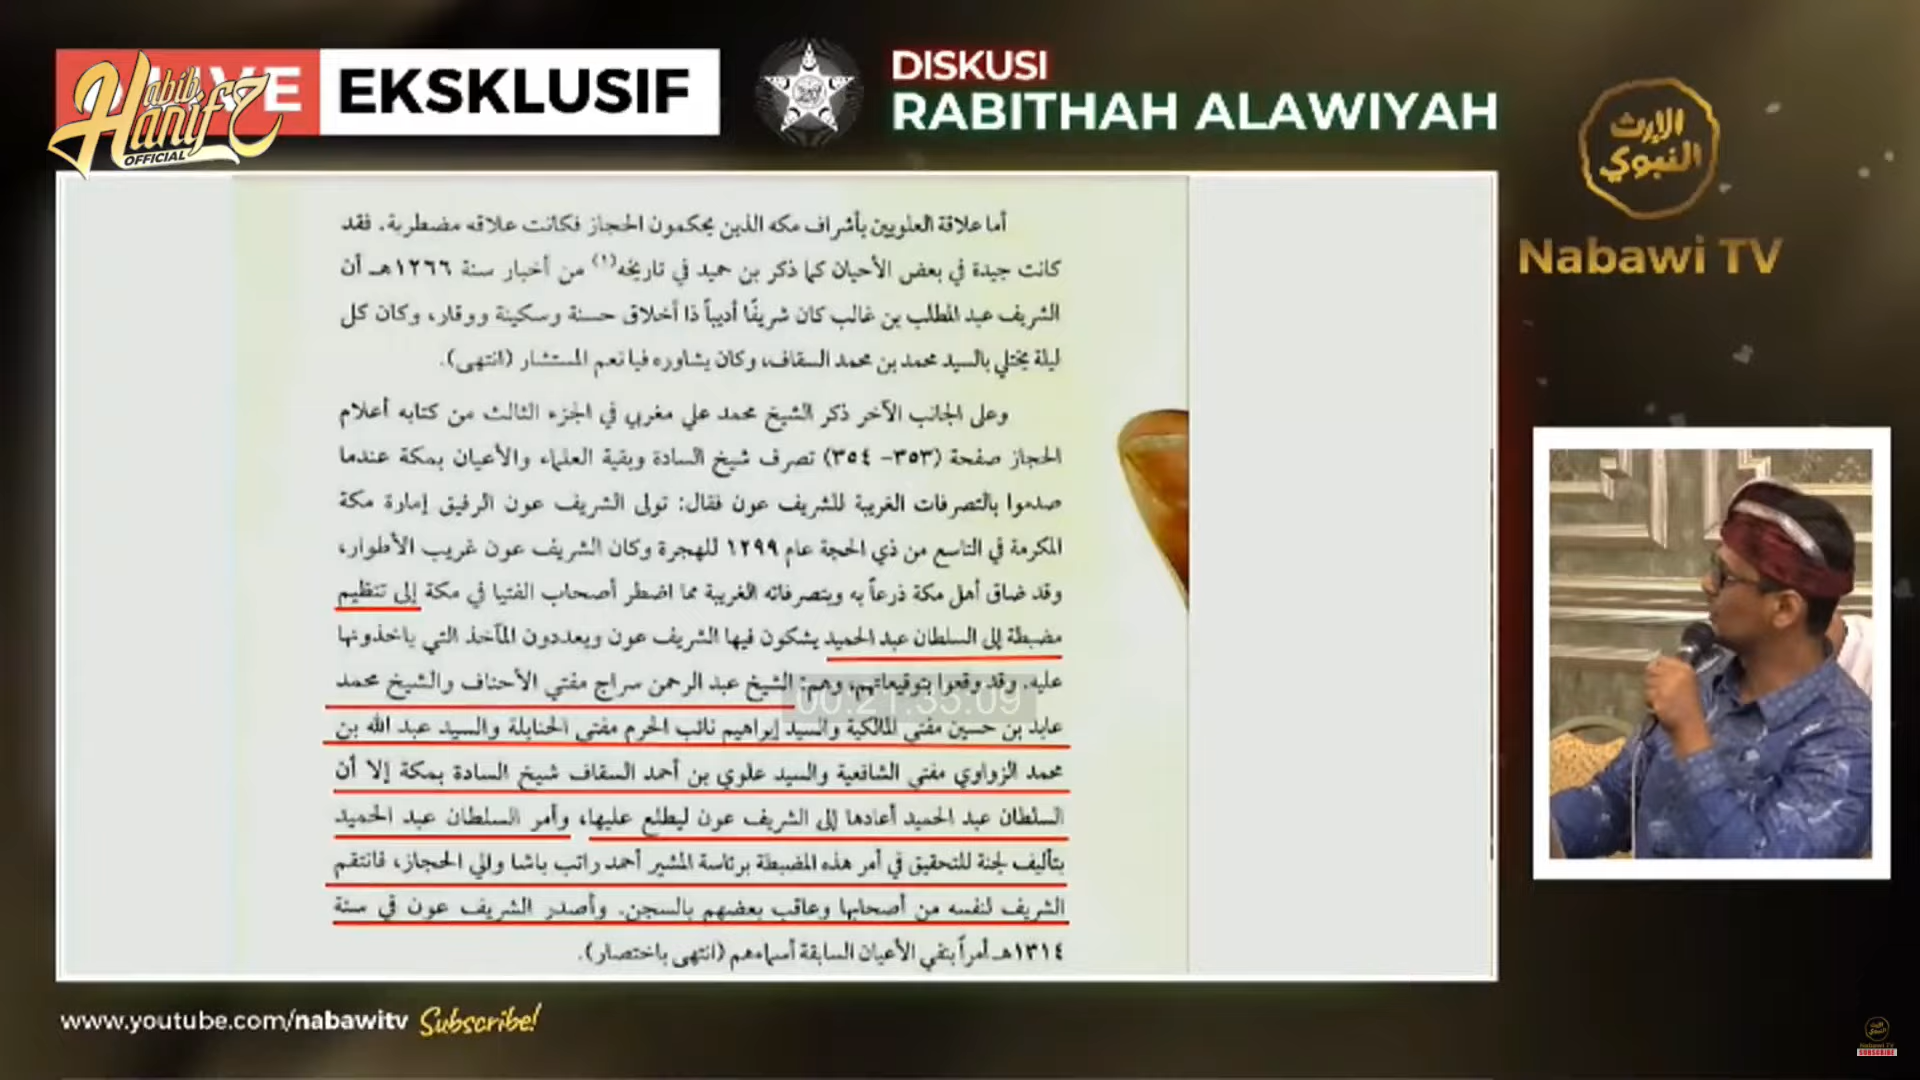 LIVE
EKSKLUSIF
Habib Hanif
OFFICIAL
DISKUSI
RABITHAH ALAWIYAH
الإرث
النبوي
Nabawi TV
أما علاقة العلويين بأشراف مكه الذين يحكمون الحجاز فكانت علاقه مضطربة. فقد
كانت جيدة في بعض الأحيان كما ذكر بن حميد في تاريخه(١) من أخبار سنة ١٢٦٦هـ أن
الشريف عبد المطلب بن غالب كان شريفًا أديباً ذا أخلاق حسنة وسكينة ووقار، وكان كل
ليلة يختلي بالسيد محمد بن محمد السقاف، وكان يشاوره فيا نعم المستشار (انتهى).
وعلى الجانب الآخر ذكر الشيخ محمد علي مغربي في الجزء الثالث من كتابه أعلام
الحجاز صفحة (٣٥٣- ٣٥٤) تصرف شيخ السادة وبقية العلماء والأعيان بمكة عندما
صدموا بالتصرفات الغريبة للشريف عون فقال: تولى الشريف عون الرفيق إمارة مكة
المكرمة في التاسع من ذي الحجة عام ١٢٩٩ للهجرة وكان الشريف عون غريب الأطوار،
وقد ضاق أهل مكة ذرعاً به وبتصرفاته الغريبة مما اضطر أصحاب الفتيا في مكة إلى تنظيم
مضبطة إلى السلطان عبد الحميد يشكون فيها الشريف عون ويعددون المآخذ التي يأخذونها
عليه. وقد وقعوا بتوقيعاتهم، وهم: الشيخ عبد الرحمن سراج مفتي الأحناف والشيخ محمد
00:21:33:09
عابد بن حسين مفتي المالكية والسيد إبراهيم نائب الحرم مفتي الحنابلة والسيد عبد الله بن
محمد الزواوي مفتي الشافعية والسيد علوي بن أحمد السقاف شيخ السادة بمكة إلا أن
السلطان عبد الحميد أعادها إلى الشريف عون ليطلع عليها، وأمر السلطان عبد الحميد
بتأليف لجنة للتحقيق في أمر هذه المضبطة برئاسة المشير أحمد راتب باشا والي الحجاز، فانتقم
الشريف لنفسه من أصحابها وعاقب بعضهم بالسجن. وأصدر الشريف عون في سنة
١٣١٤هـ أمراً بنفي الأعيان السابقة أسماءهم (انتهى باختصار).
www.youtube.com/nabawitv Subscribe!
Nabawi TV
SUBSCRIBE